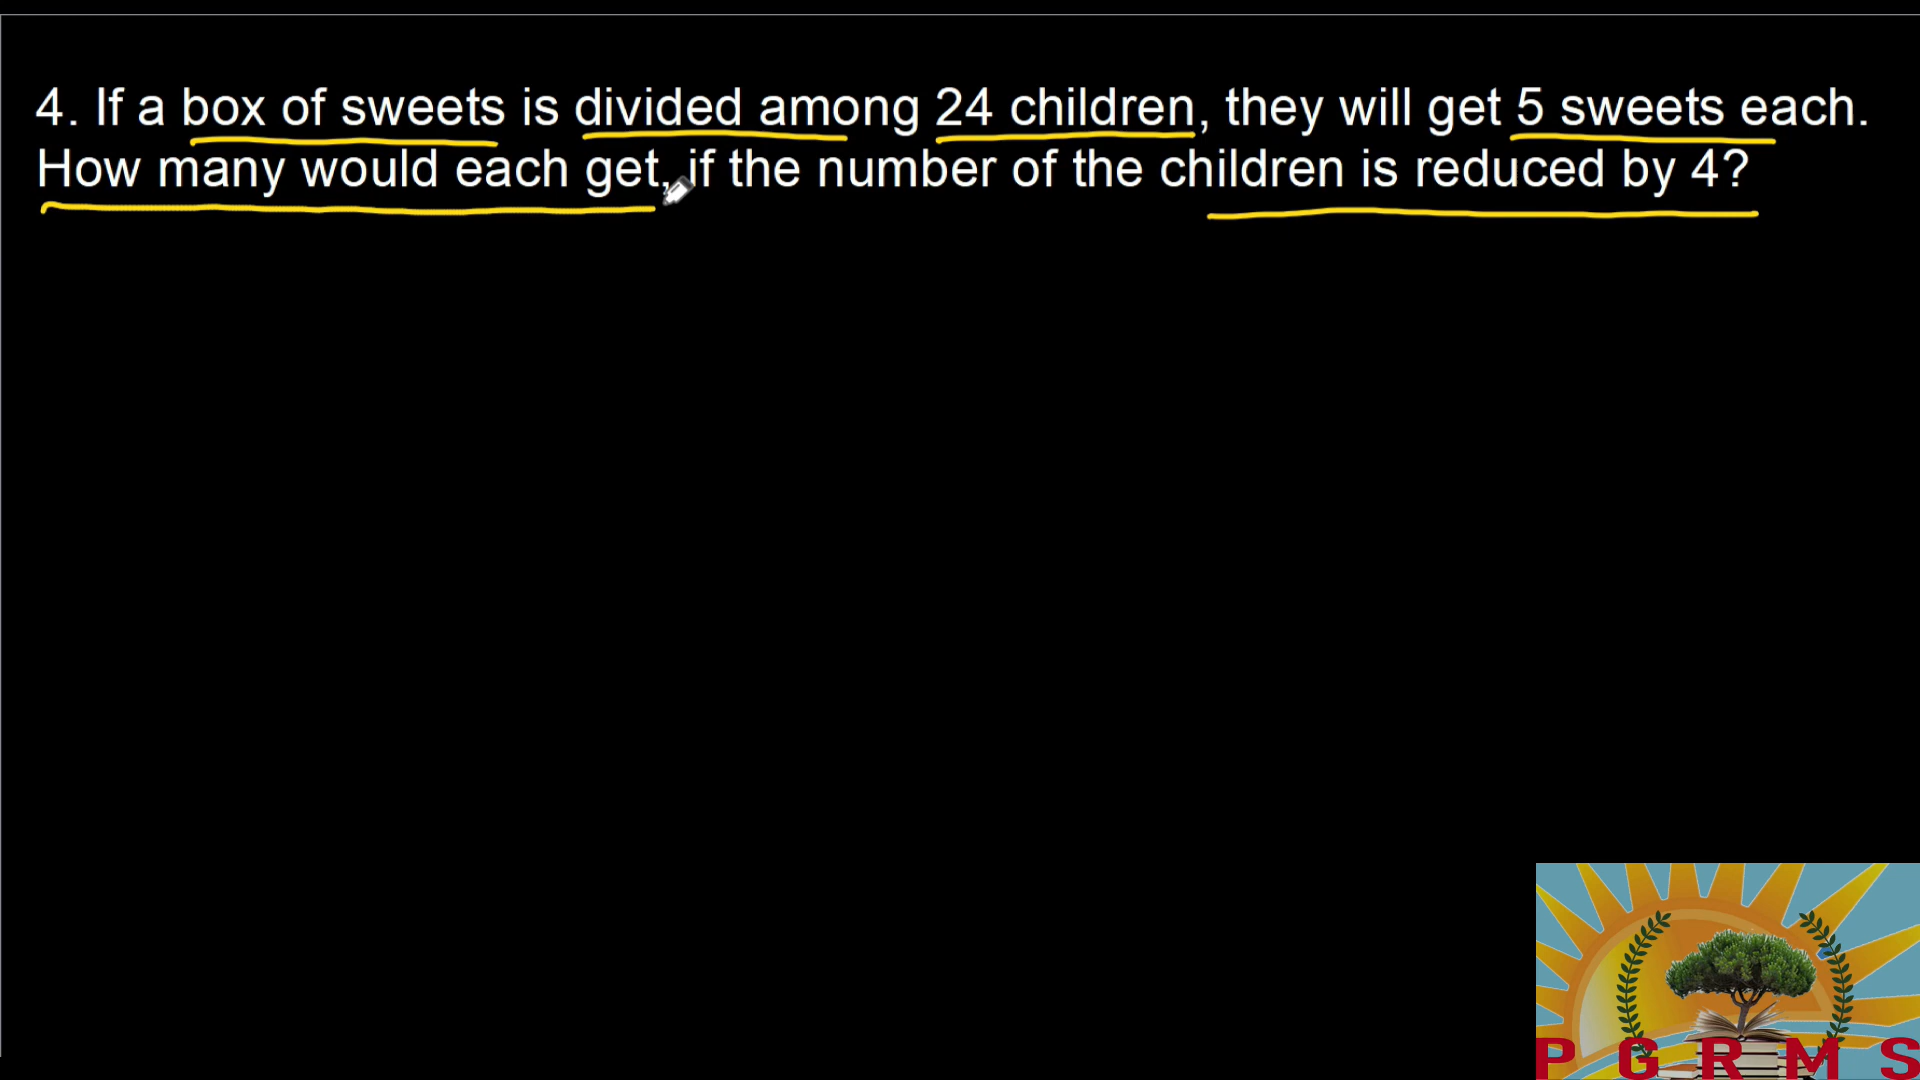 4. If a box of sweets is divided among 24 children, they will get 5 sweets each.
How many would each get, if the number of the children is reduced by 4?
P G R M S